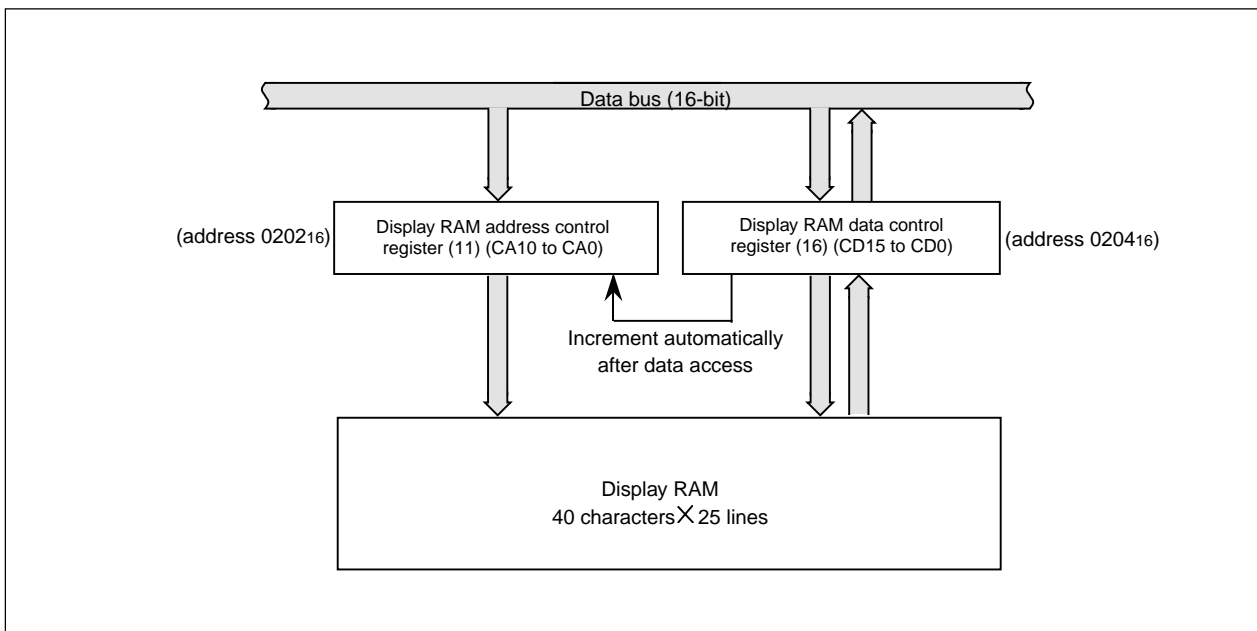 Data bus (16-bit)
(address 0202₁₆)
Display RAM address control
register (11) (CA10 to CA0)
Display RAM data control
register (16) (CD15 to CD0)
(address 0204₁₆)
Increment automatically
after data access
Display RAM
40 characters✕25 lines